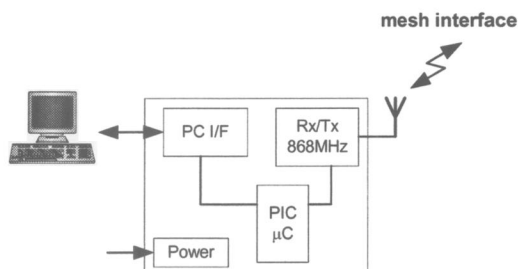 mesh interface
PC I/F
Rx/Tx
868MHz
PIC
μC
Power